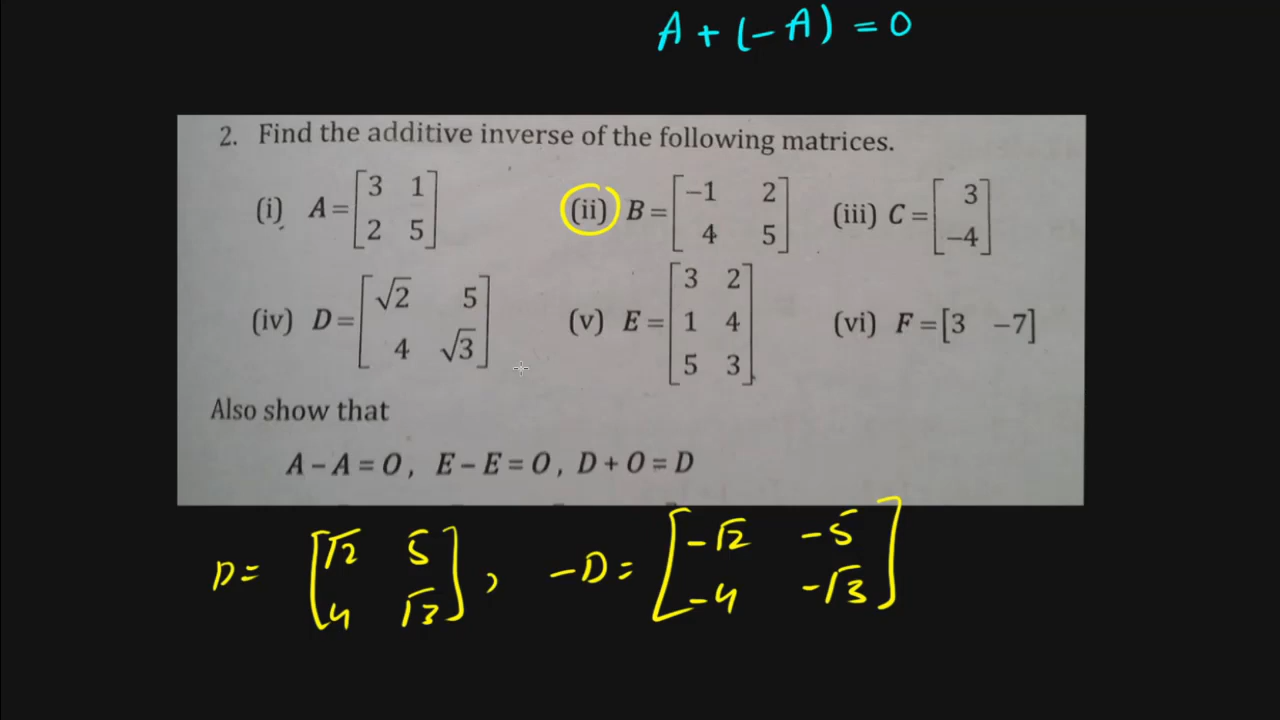 A + (-A) = 0
2. Find the additive inverse of the following matrices.
(i) A = [3 1
2 5]
(ii) B = [−1 2
4 5]
(iii) C = [3
−4]
(iv) D = [√2 5
4 √3]
(v) E = [3 2
1 4
5 3]
(vi) F = [3 −7]
Also show that
A − A = O, E − E = O, D + O = D
D = [√2 5
4 √3] , -D = [-√2 -5
-4 -√3]